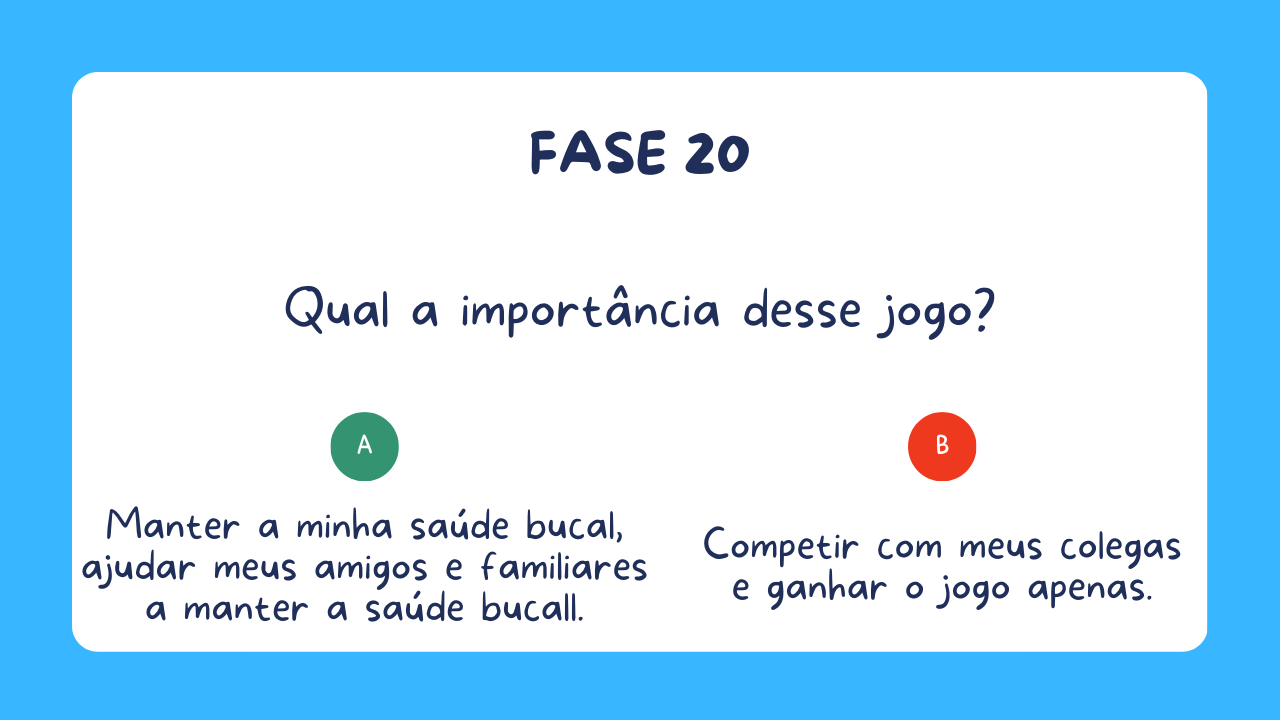 FASE 20
Qual a importância desse jogo?
A
Manter a minha saúde bucal,
ajudar meus amigos e familiares
a manter a saúde bucall.
B
Competir com meus colegas
e ganhar o jogo apenas.